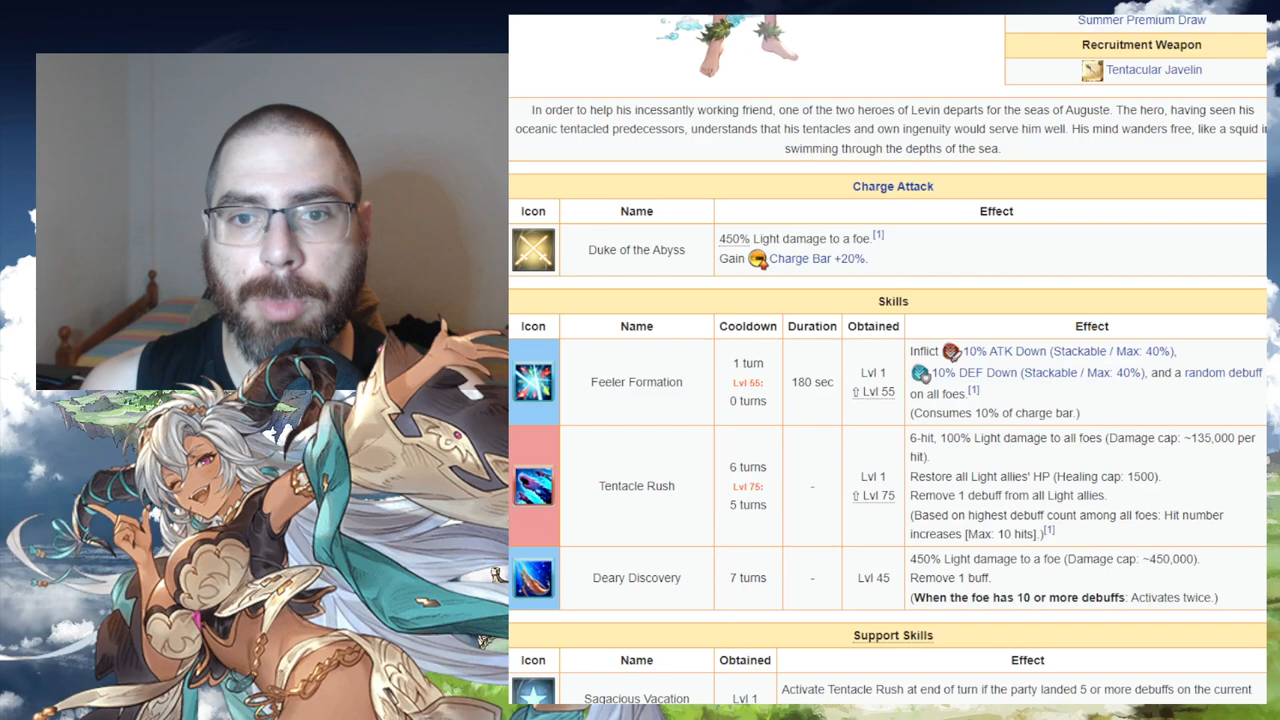 Summer Premium Draw
Recruitment Weapon
Tentacular Javelin
In order to help his incessantly working friend, one of the two heroes of Levin departs for the seas of Auguste. The hero, having seen his
oceanic tentacled predecessors, understands that his tentacles and own ingenuity would serve him well. His mind wanders free, like a squid
swimming through the depths of the sea.
Charge Attack
Icon Name Effect
Duke of the Abyss
450% Light damage to a foe.[1]
Gain Charge Bar +20%.
Skills
Icon Name Cooldown Duration Obtained Effect
Feeler Formation
1 turn
Lvl 55:
0 turns
180 sec
Lvl 1
⇧ Lvl 55
Inflict 10% ATK Down (Stackable / Max: 40%),
10% DEF Down (Stackable / Max: 40%), and a random debuff
on all foes.[1]
(Consumes 10% of charge bar.)
Tentacle Rush
6 turns
Lvl 75:
5 turns
-
Lvl 1
⇧ Lvl 75
6-hit, 100% Light damage to all foes (Damage cap: ~135,000 per
hit).
Restore all Light allies' HP (Healing cap: 1500).
Remove 1 debuff from all Light allies.
(Based on highest debuff count among all foes: Hit number
increases [Max: 10 hits].)[1]
Deary Discovery
7 turns
-
Lvl 45
450% Light damage to a foe (Damage cap: ~450,000).
Remove 1 buff.
(When the foe has 10 or more debuffs: Activates twice.)
Support Skills
Icon Name Obtained Effect
Sagacious Vacation
Lvl 1
Activate Tentacle Rush at end of turn if the party landed 5 or more debuffs on the current